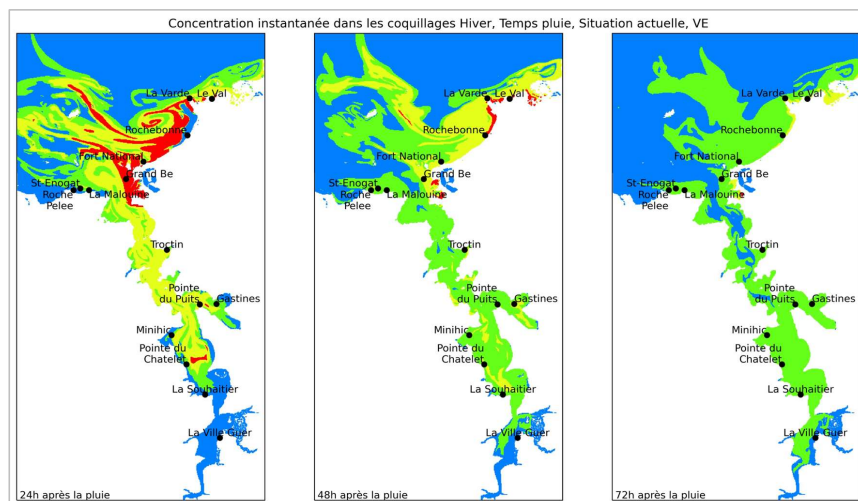 Concentration instantanée dans les coquillages Hiver, Temps pluie, Situation actuelle, VE
La Varde
Le Val
Rochebonne
Fort National
Grand Be
St-Enogat
Roche
Pelee
La Malouine
Troctin
Pointe
du Puits
Gastines
Minihic
Pointe du
Chatelet
La Souhaitier
La Ville Guer
24h après la pluie
La Varde
Le Val
Rochebonne
Fort National
Grand Be
St-Enogat
Roche
Pelee
La Malouine
Troctin
Pointe
du Puits
Gastines
Minihic
Pointe du
Chatelet
La Souhaitier
La Ville Guer
48h après la pluie
La Varde
Le Val
Rochebonne
Fort National
Grand Be
St-Enogat
Roche
Pelee
La Malouine
Troctin
Pointe
du Puits
Gastines
Minihic
Pointe du
Chatelet
La Souhaitier
La Ville Guer
72h après la pluie